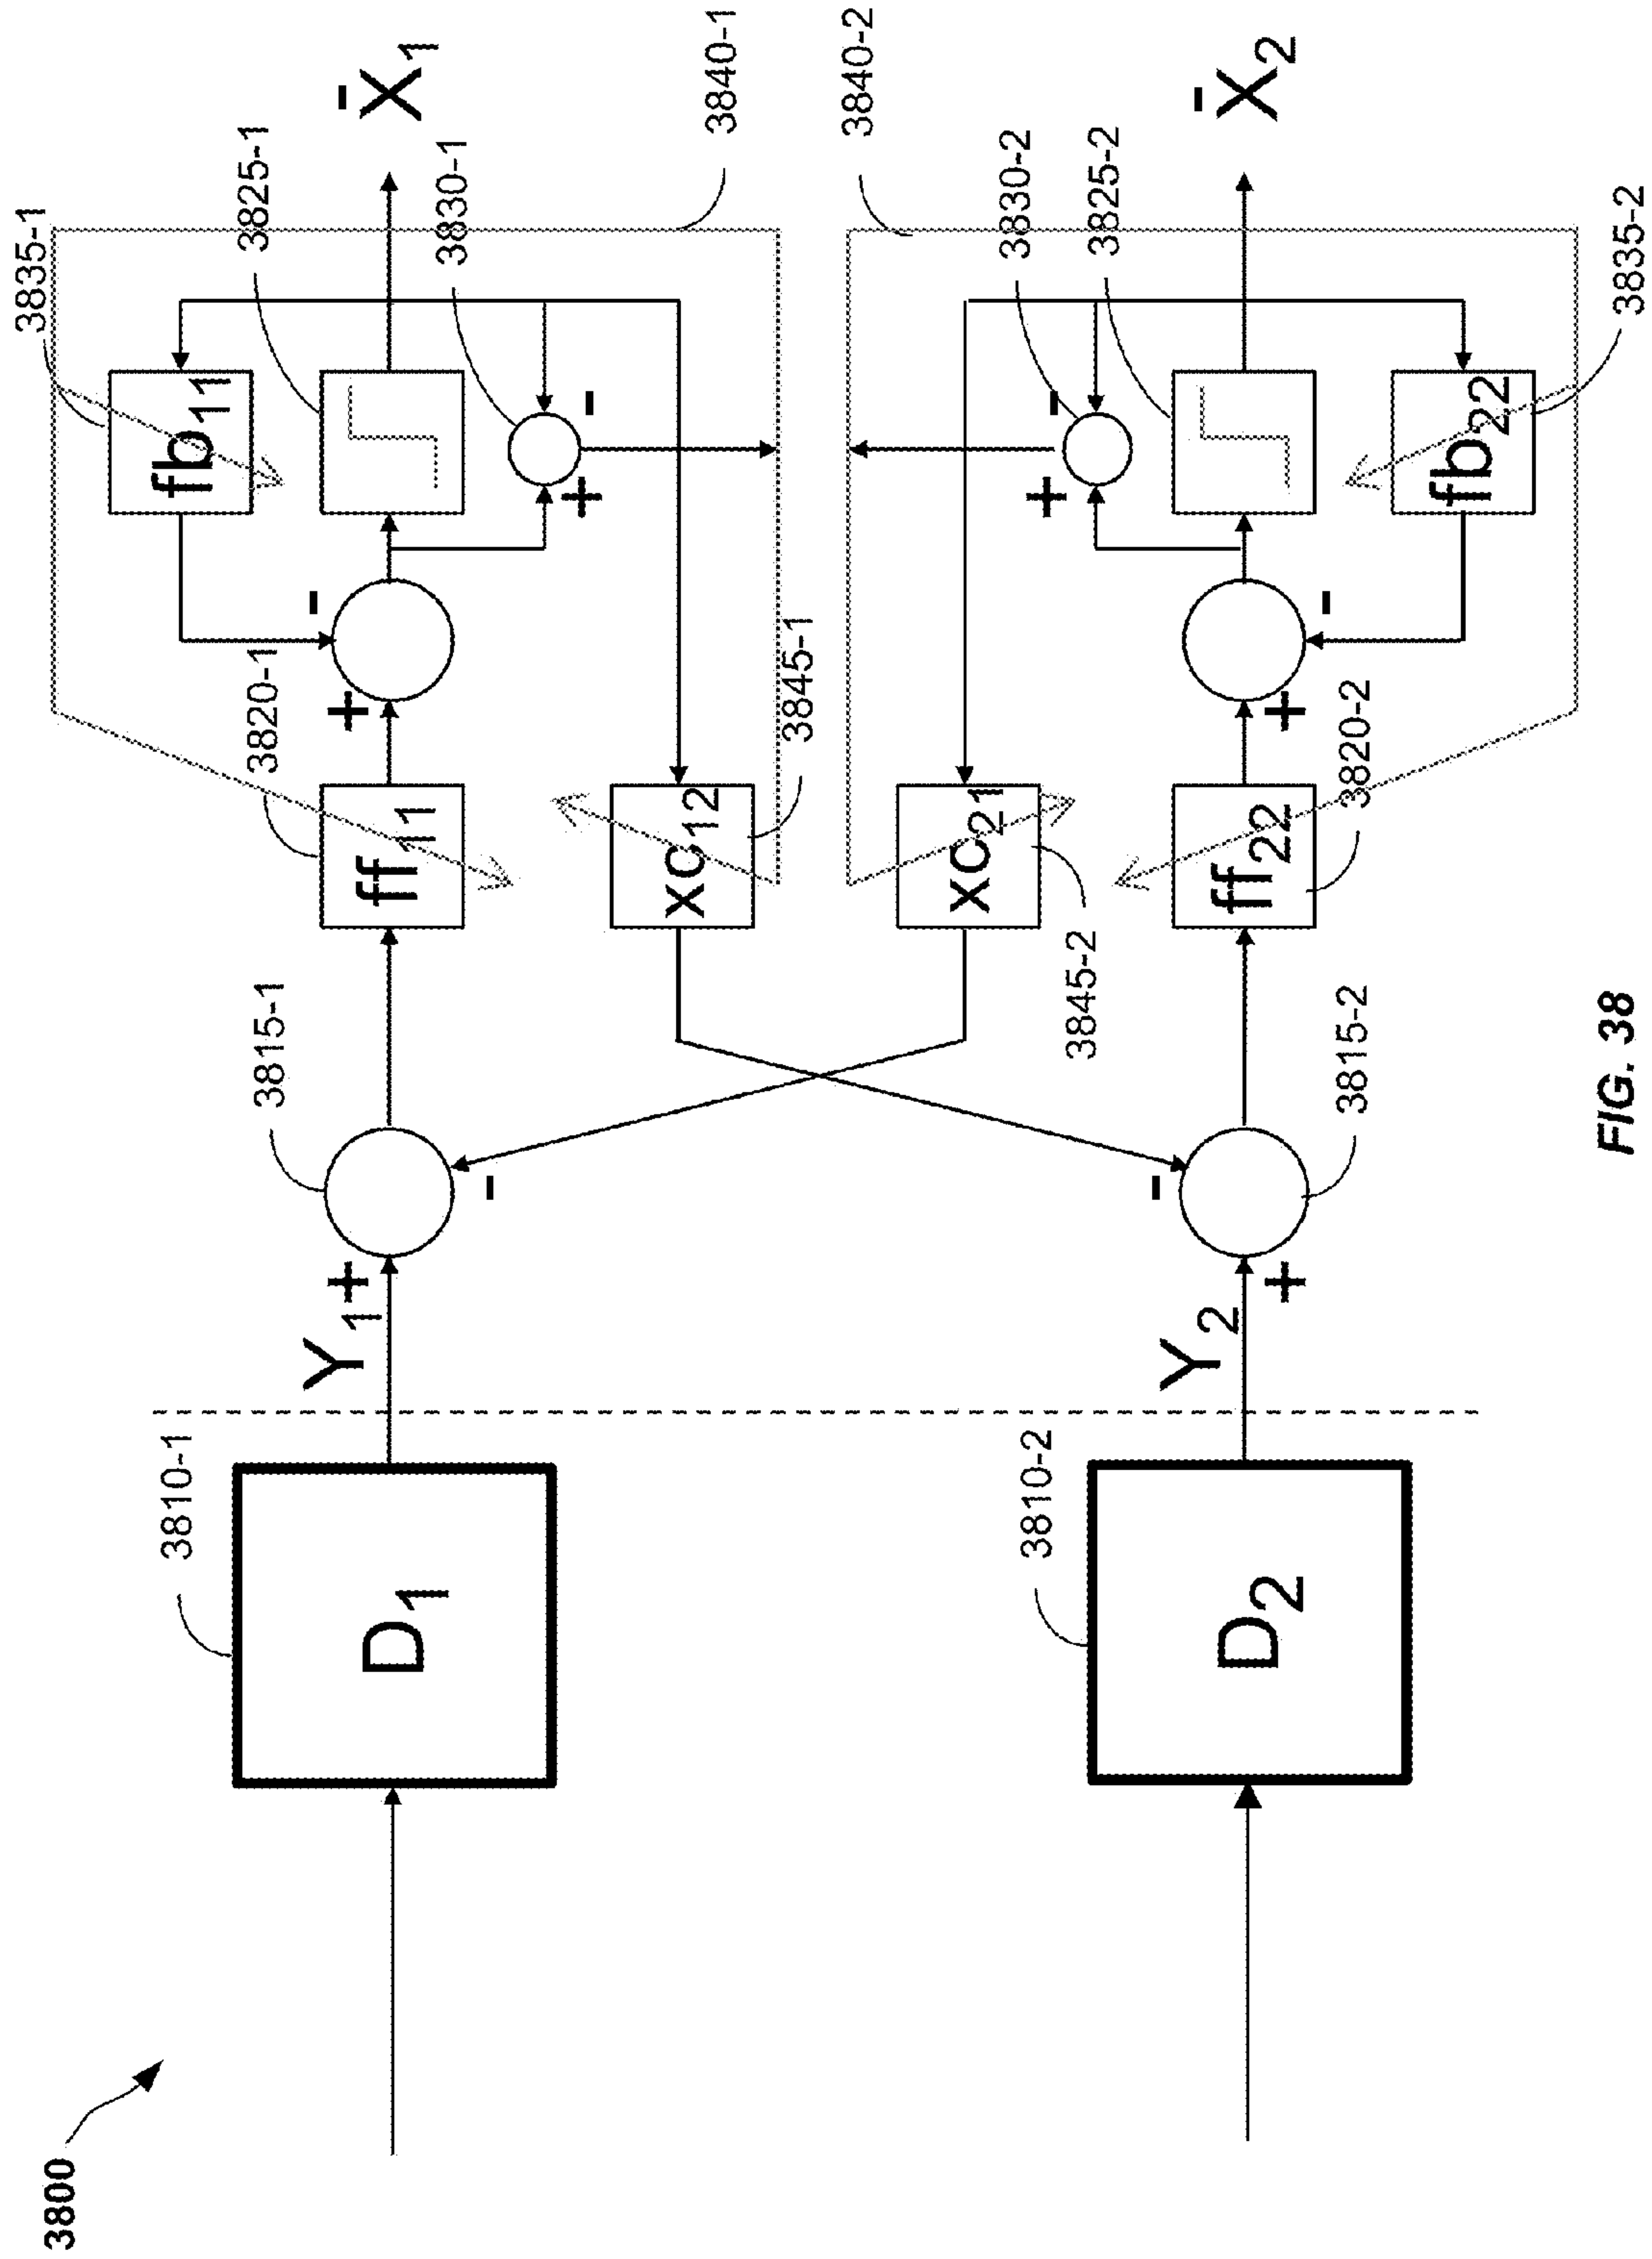 3800
3810-1
D1
Y1
+
3815-1
-
ff11
3820-1
+
-
fb11
3835-1
3825-1
3830-1
+
-
X̄1
3840-1
xc12
3845-1
3810-2
D2
Y2
+
3815-2
-
xc21
3845-2
ff22
3820-2
+
-
fb22
3835-2
3825-2
3830-2
+
-
X̄2
3840-2
FIG. 38